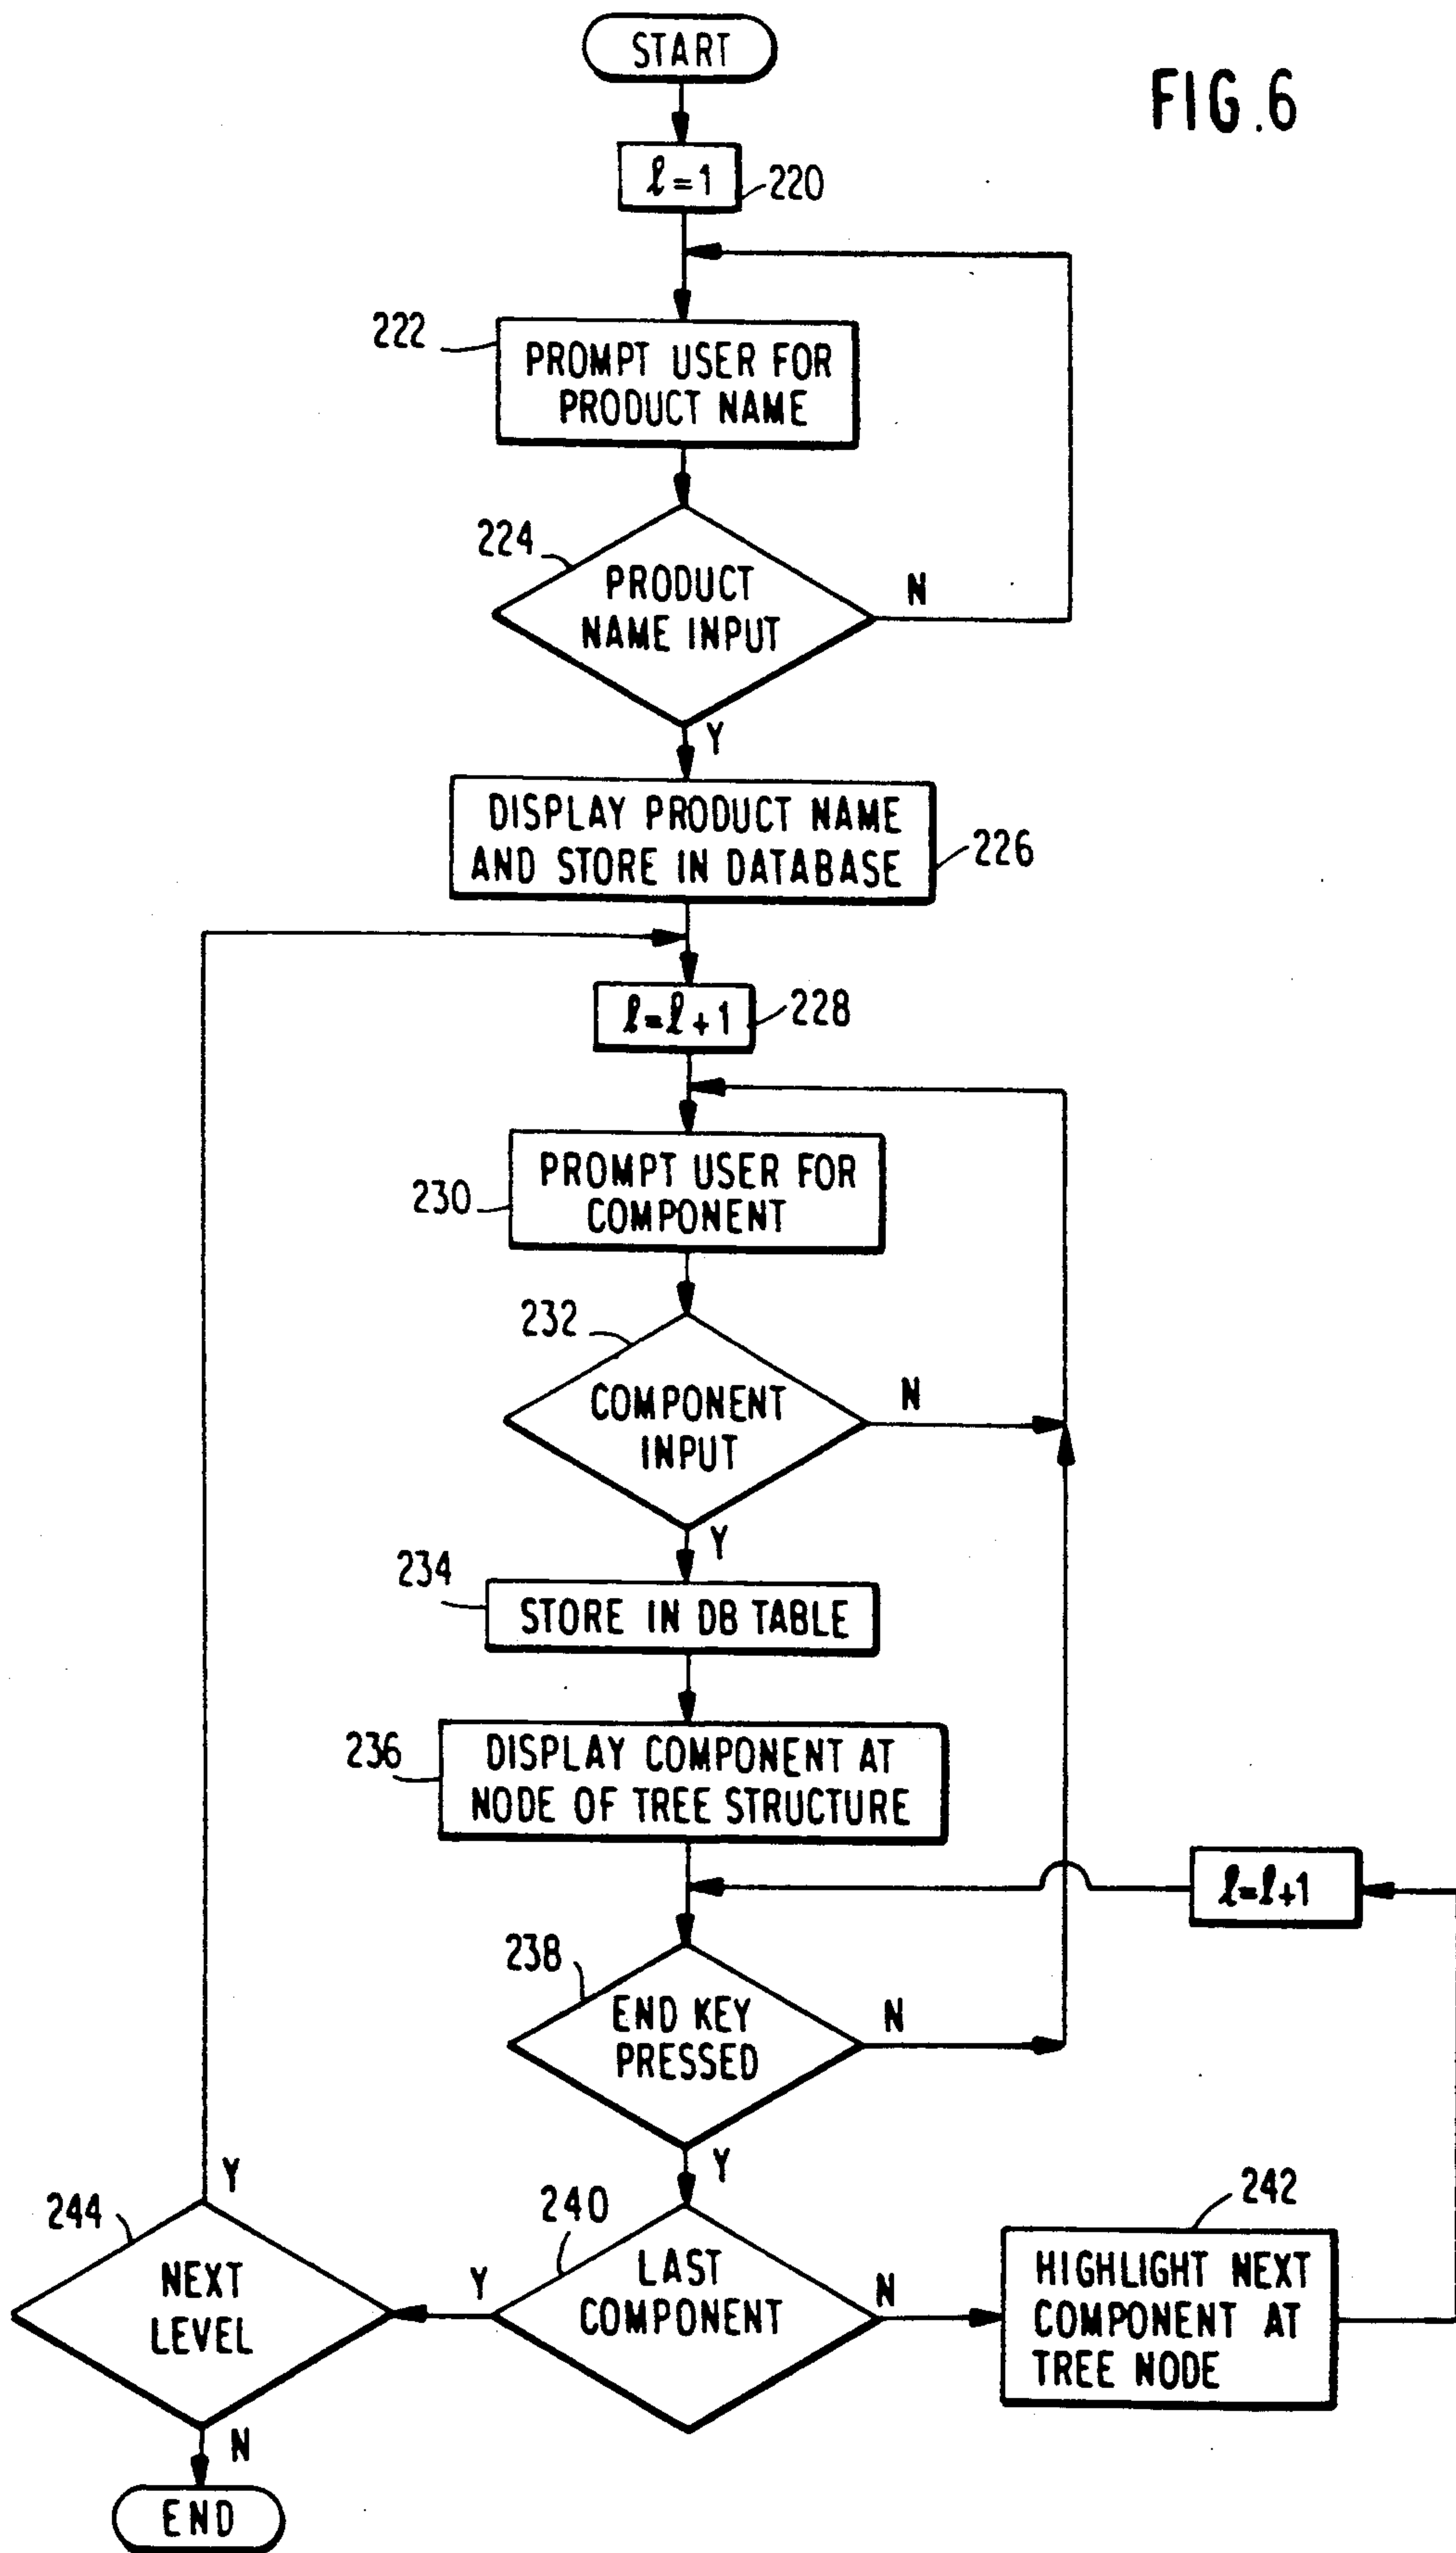 START
FIG.6
ℓ=1
220
222
PROMPT USER FOR
PRODUCT NAME
224
PRODUCT
NAME INPUT
N
Y
DISPLAY PRODUCT NAME
AND STORE IN DATABASE
226
ℓ=ℓ+1
228
PROMPT USER FOR
COMPONENT
230
232
COMPONENT
INPUT
N
Y
234
STORE IN DB TABLE
236
DISPLAY COMPONENT AT
NODE OF TREE STRUCTURE
ℓ=ℓ+1
238
END KEY
PRESSED
N
Y
244
NEXT
LEVEL
Y
N
240
LAST
COMPONENT
Y
N
242
HIGHLIGHT NEXT
COMPONENT AT
TREE NODE
END